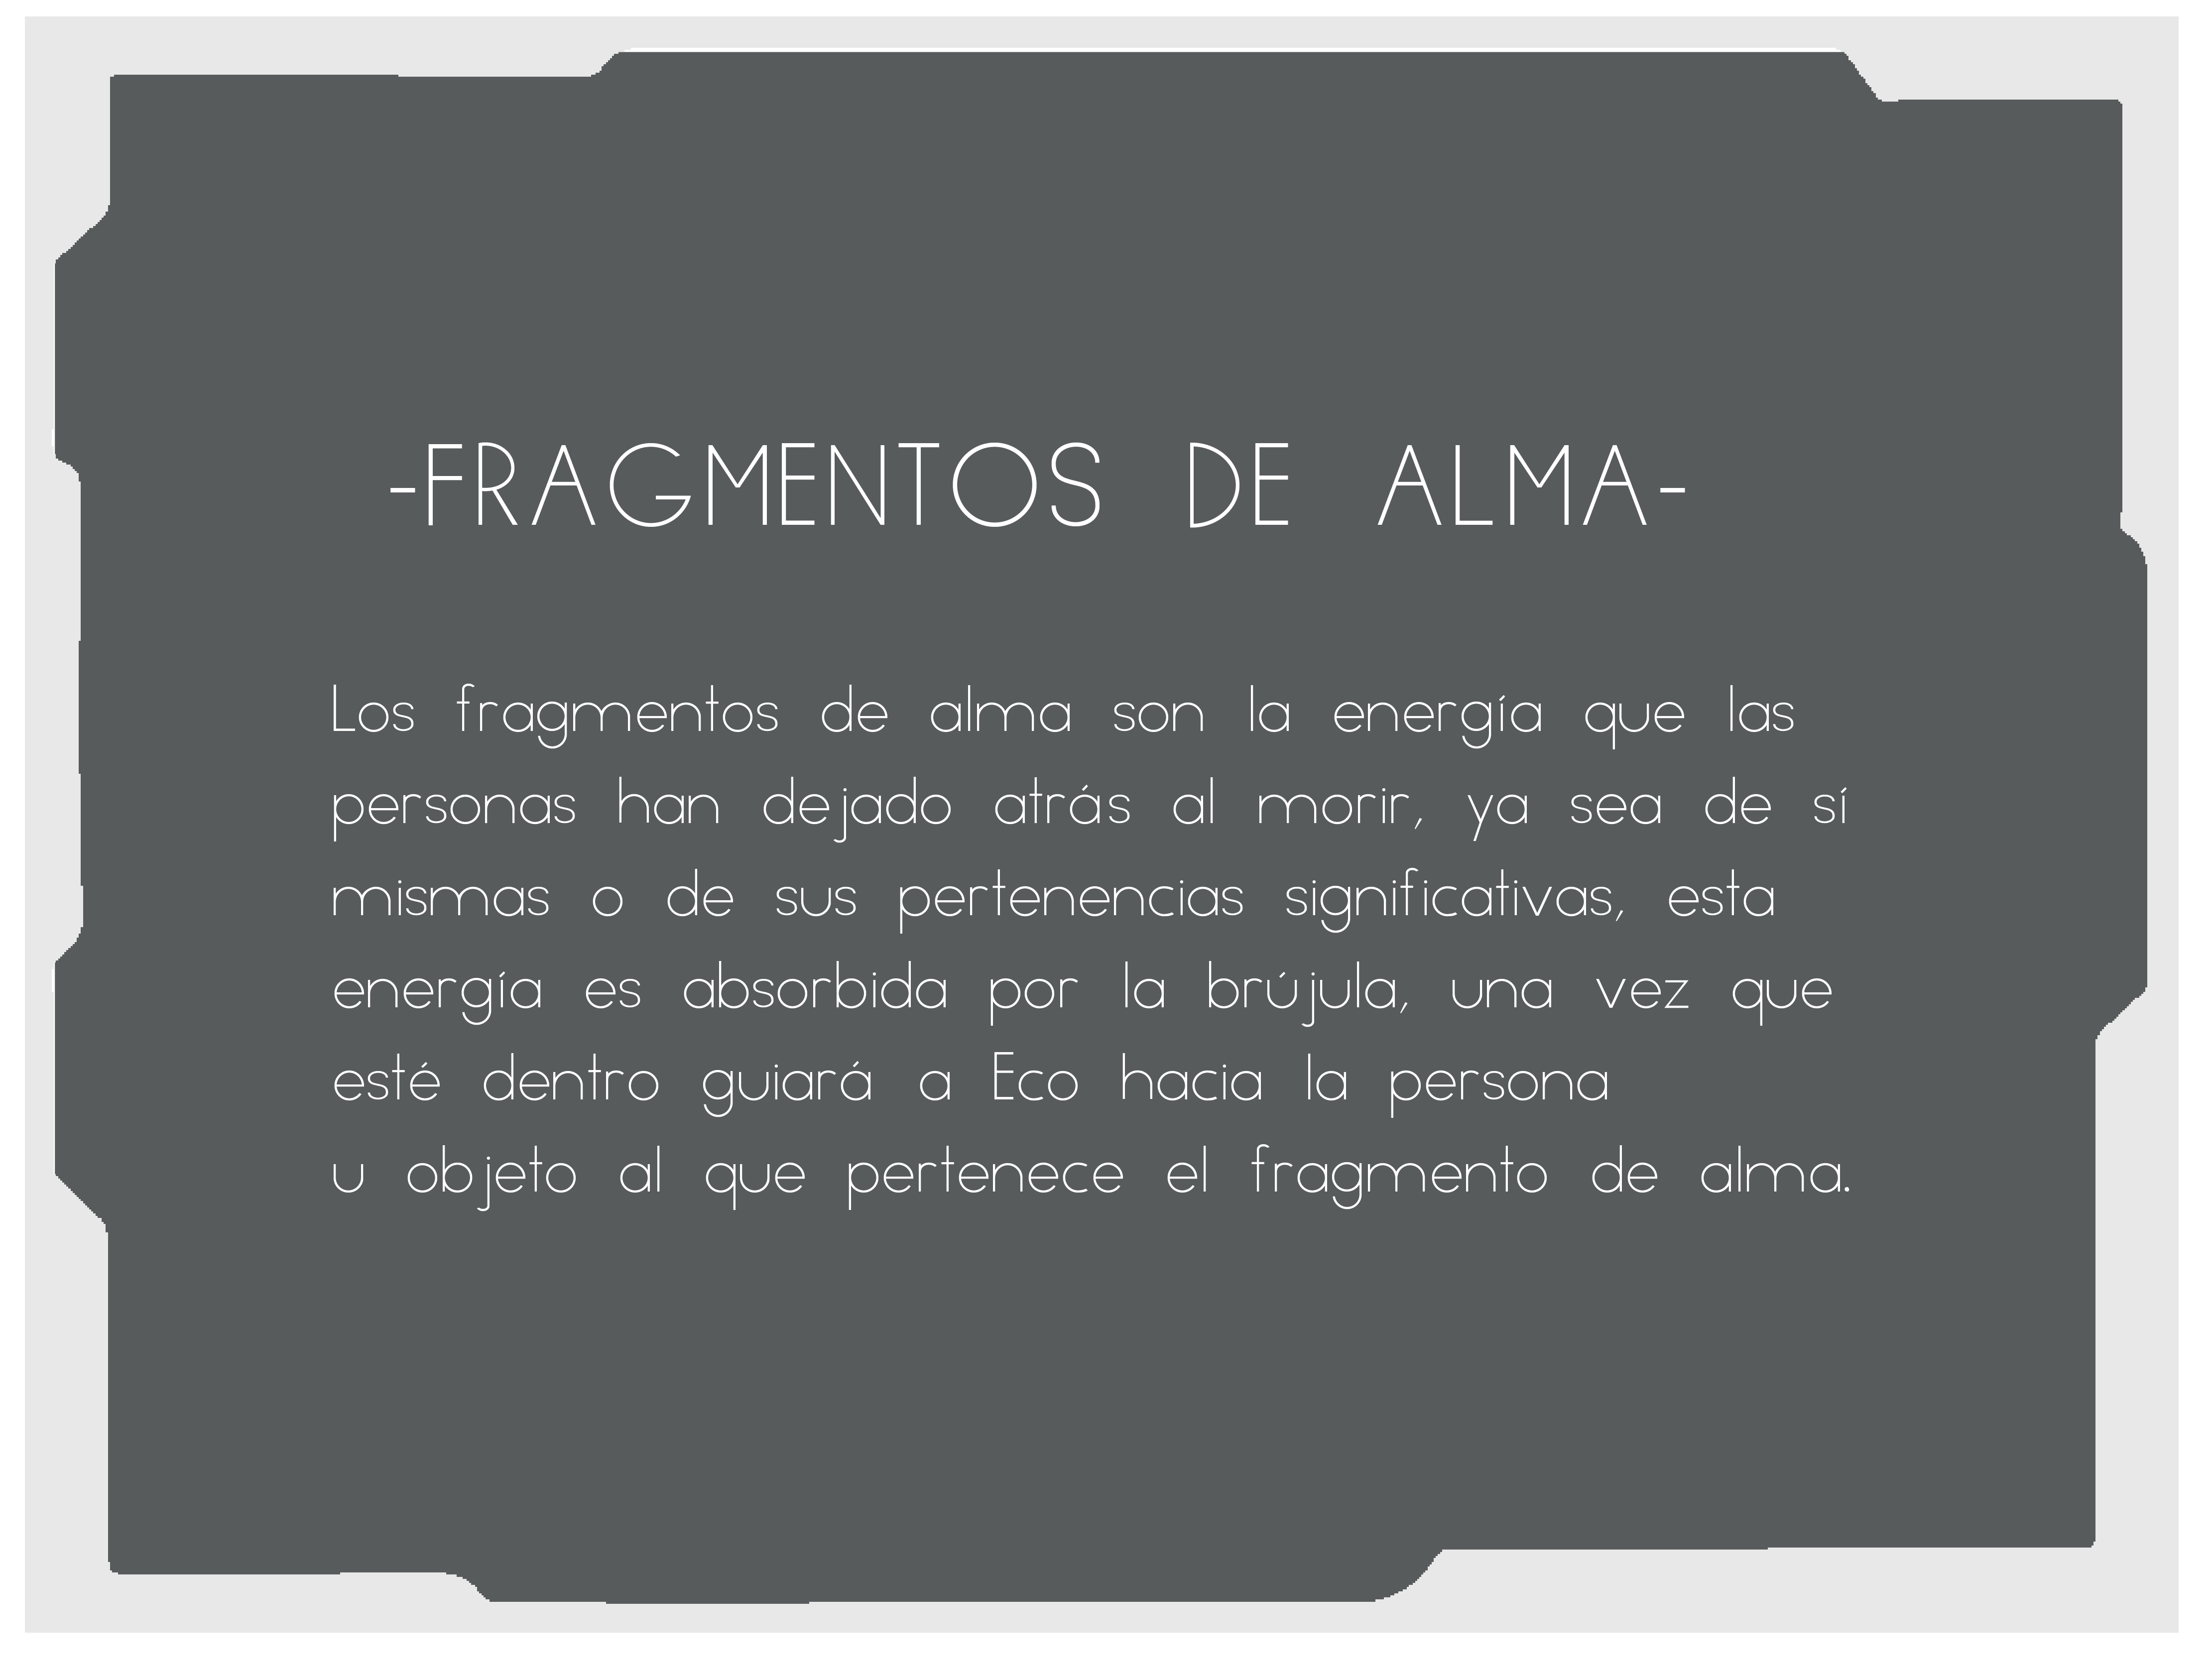 -FRAGMENTOS DE ALMA-
Los fragmentos de alma son la energía que las
personas han dejado atrás al morir, ya sea de sí
mismas o de sus pertenencias significativas, esta
energía es absorbida por la brújula, una vez que
esté dentro guiará a Eco hacia la persona
u objeto al que pertenece el fragmento de alma.